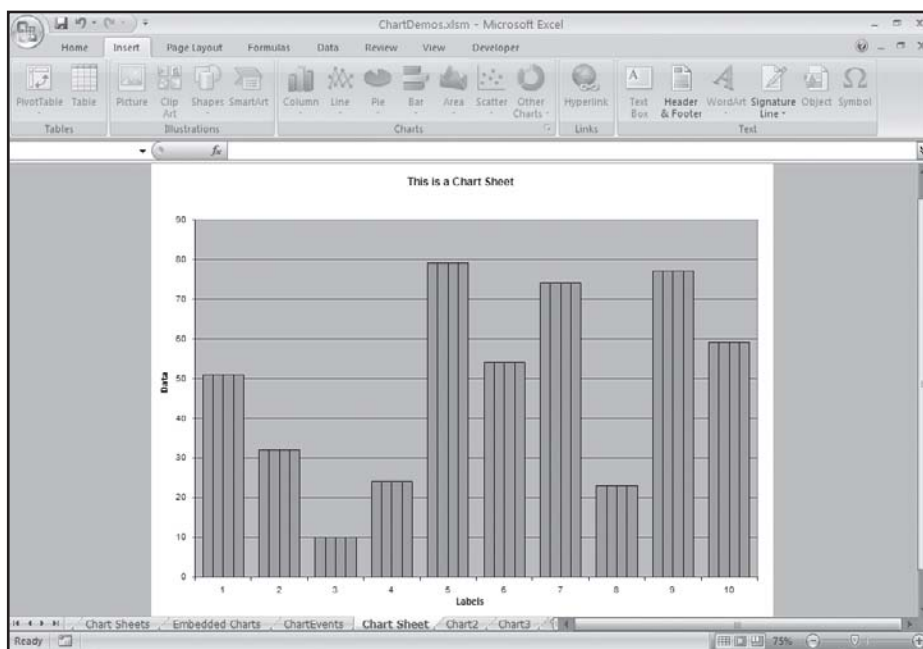 ChartDemos.xlsm - Microsoft Excel
Home Insert Page Layout Formulas Data Review View Developer
PivotTable Table Picture Clip Art Shapes SmartArt Column Line Pie Bar Area Scatter Other Charts Hyperlink Text Box Header & Footer WordArt Signature Line Object Symbol
Tables Illustrations Charts Links Text
fx
This is a Chart Sheet
90
80
70
60
50
40
30
20
10
0
Data
1 2 3 4 5 6 7 8 9 10
Labels
Chart Sheets Embedded Charts ChartEvents Chart Sheet Chart2 Chart3
Ready 75%